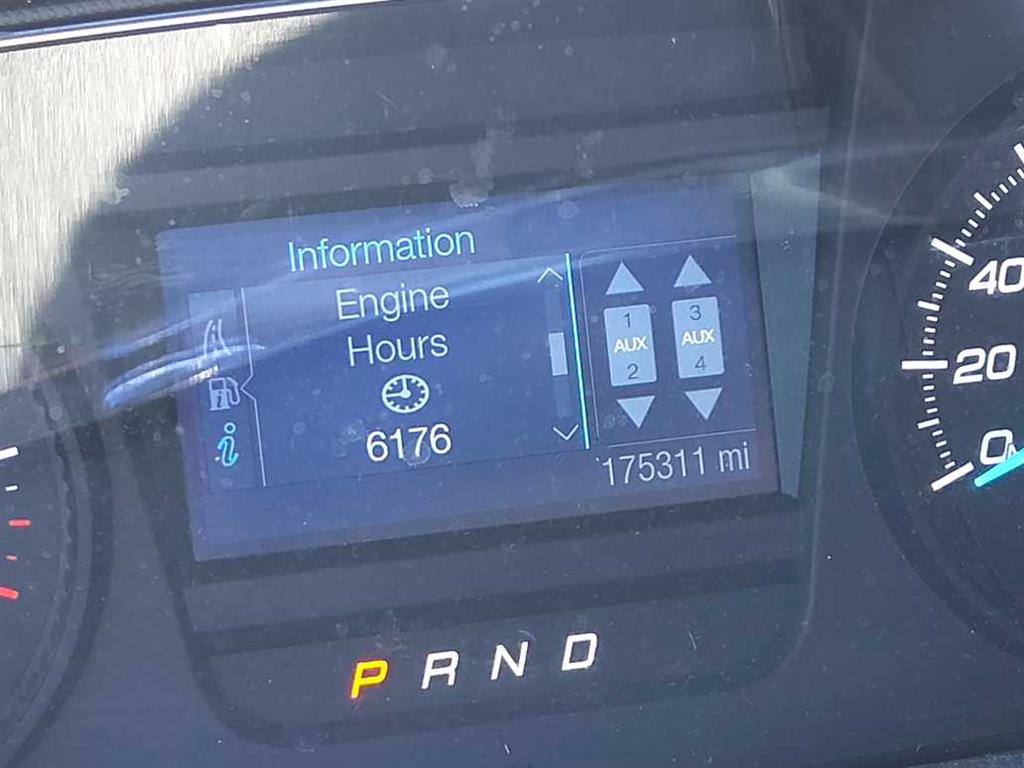 Information
Engine
Hours
6176
1
AUX
2
3
AUX
4
175311 mi
40
20
0
P R N D